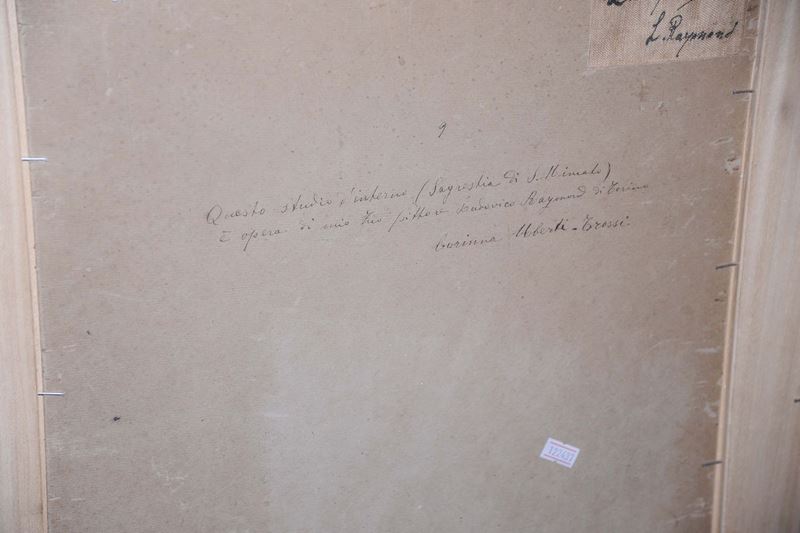 L. Raymond
9
Questo studio d'interno (Sagrestia di S. Miniato)
È opera di mio Zio pittore Ludovico Raymond di Torino
Corinna Uberti-Trossi